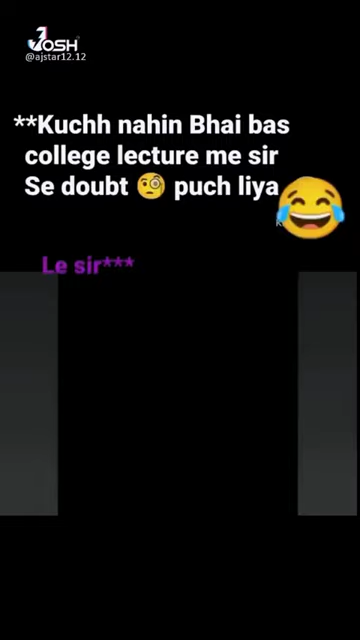 JOSH
@ajstar12.12
**Kuchh nahin Bhai bas
college lecture me sir
Se doubt 🧐 puch liya
Le sir***